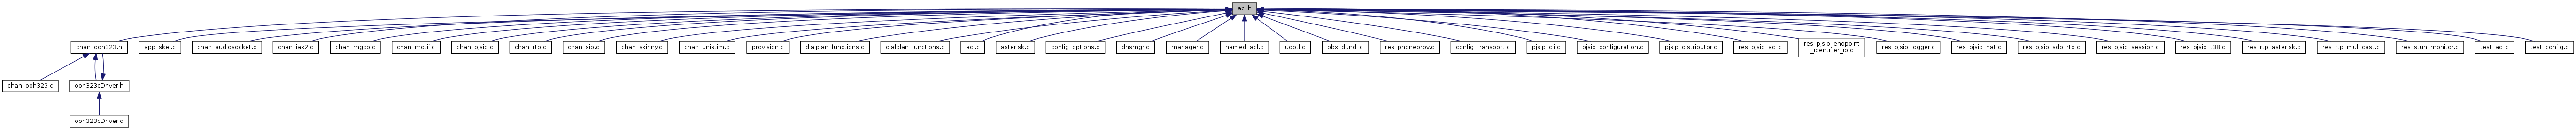 acl.h
chan_ooh323.h
app_skel.c
chan_audiosocket.c
chan_iax2.c
chan_mgcp.c
chan_motif.c
chan_pjsip.c
chan_rtp.c
chan_sip.c
chan_skinny.c
chan_unistim.c
provision.c
dialplan_functions.c
dialplan_functions.c
acl.c
asterisk.c
config_options.c
dnsmgr.c
manager.c
named_acl.c
udptl.c
pbx_dundi.c
res_phoneprov.c
config_transport.c
pjsip_cli.c
pjsip_configuration.c
pjsip_distributor.c
res_pjsip_acl.c
res_pjsip_endpoint
_identifier_ip.c
res_pjsip_logger.c
res_pjsip_nat.c
res_pjsip_sdp_rtp.c
res_pjsip_session.c
res_pjsip_t38.c
res_rtp_asterisk.c
res_rtp_multicast.c
res_stun_monitor.c
test_acl.c
test_config.c
chan_ooh323.c
ooh323cDriver.h
ooh323cDriver.c